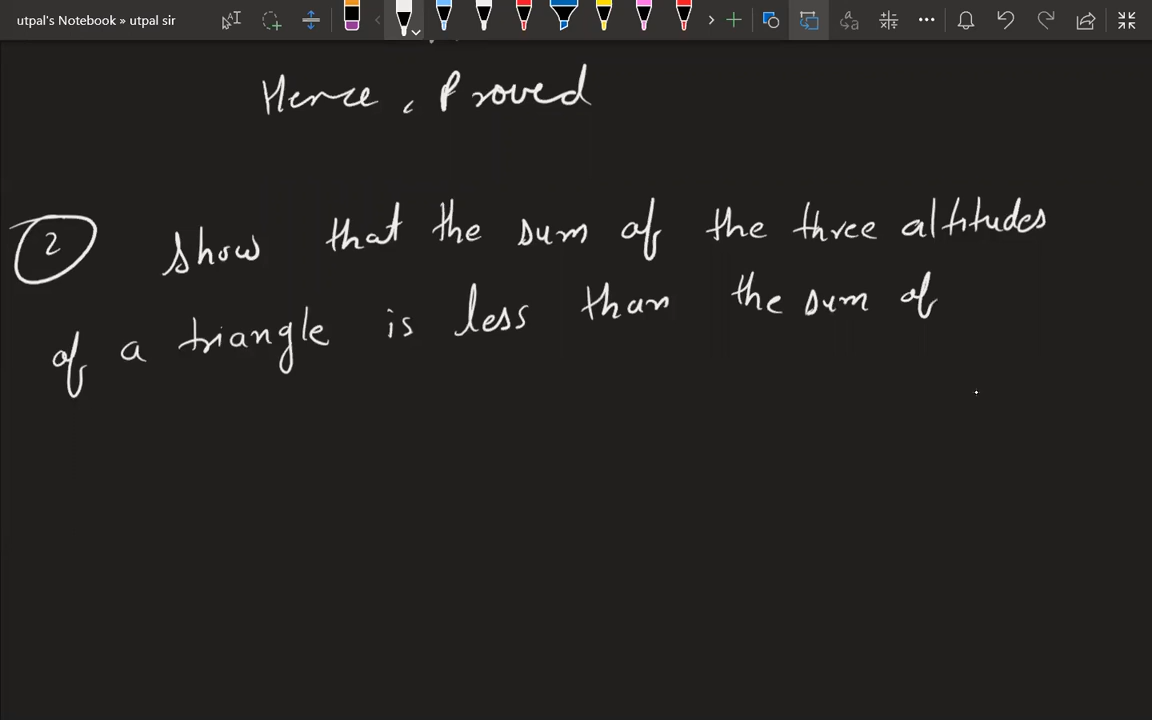 utpal's Notebook » utpal sir
Hence, Proved
2 show that the sum of the three altitudes
of a triangle is less than the sum of